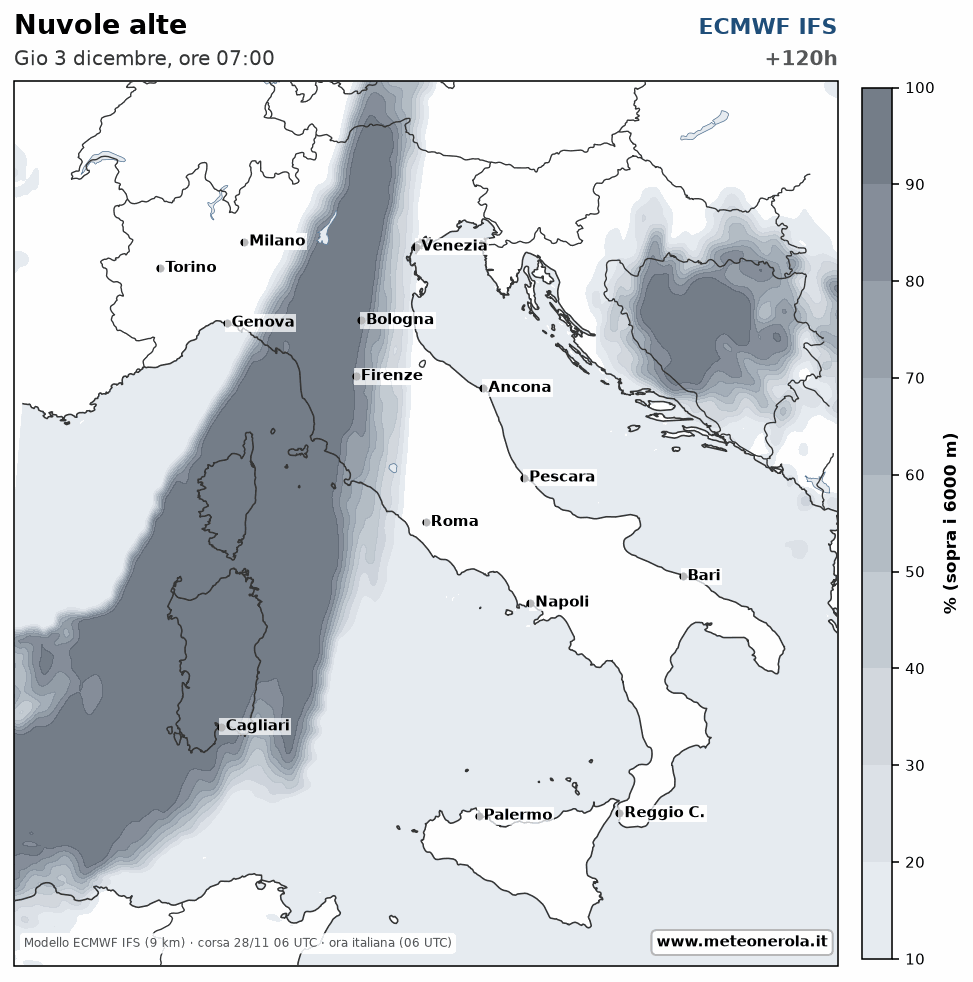 Nuvole alte
ECMWF IFS
Gio 3 dicembre, ore 07:00
+120h
100
90
80
70
60
50
40
30
20
10
% (sopra i 6000 m)
Milano
Venezia
Torino
Genova
Bologna
Firenze
Ancona
Pescara
Roma
Bari
Napoli
Cagliari
Palermo
Reggio C.
Modello ECMWF IFS (9 km) · corsa 28/11 06 UTC · ora italiana (06 UTC)
www.meteonerola.it